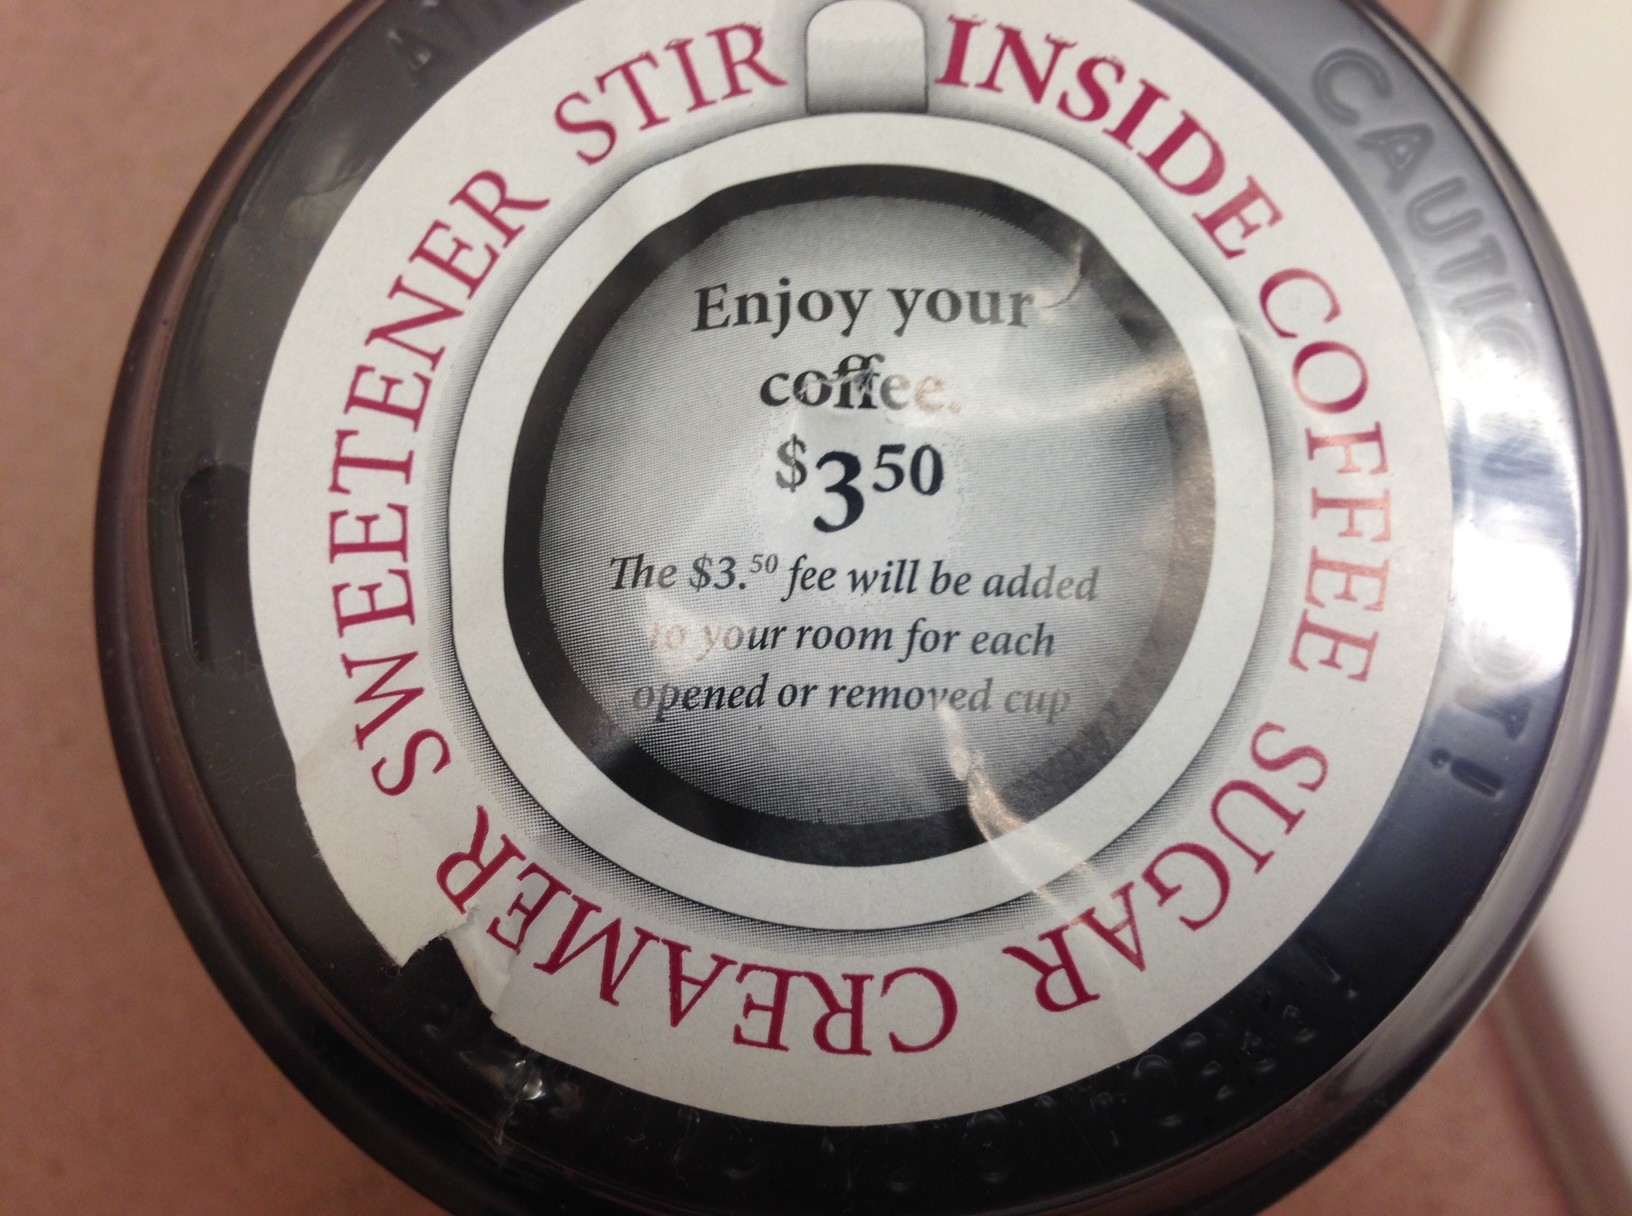 INSIDE COFFEE SUGAR CREAMER SWEETENER STIR
Enjoy your
coffee.
$3⁵⁰
The $3.⁵⁰ fee will be added
to your room for each
opened or removed cup
CAUTION